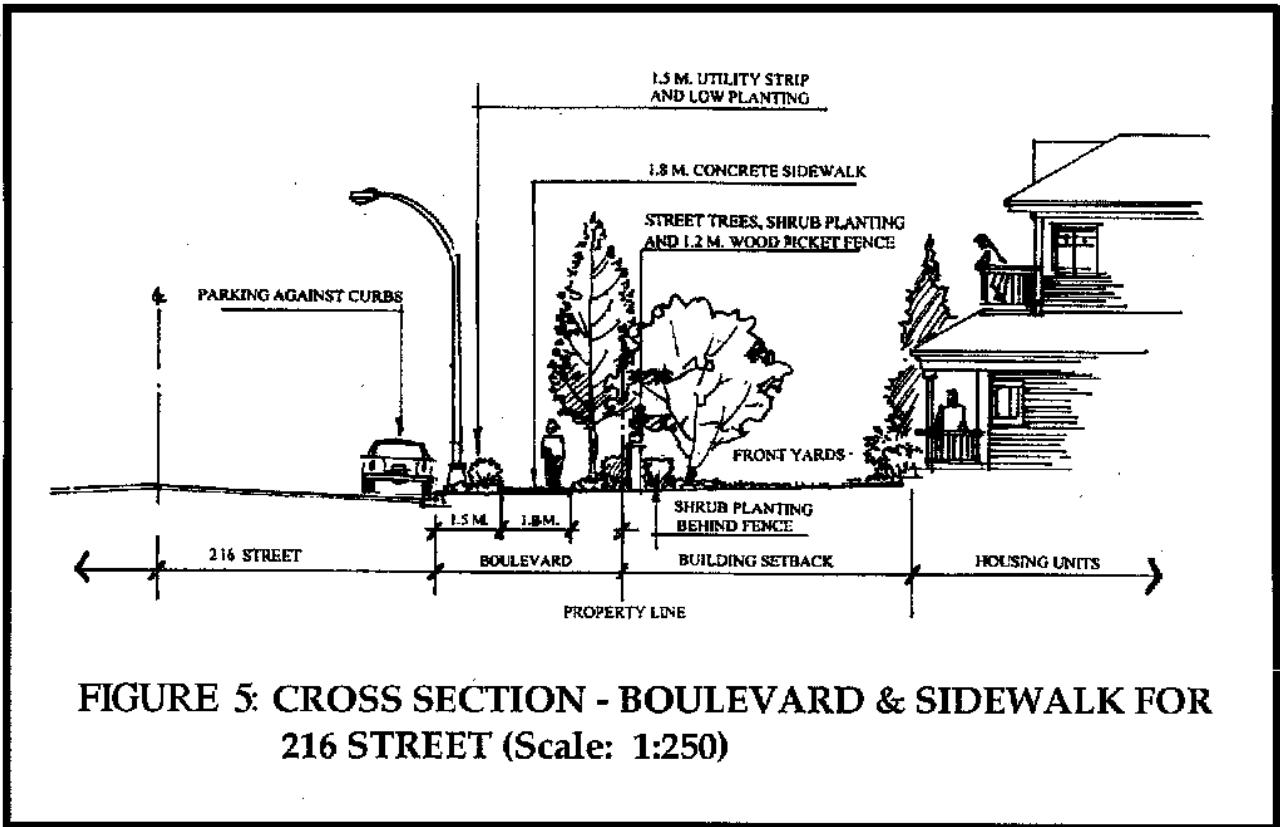 1.5 M. UTILITY STRIP
AND LOW PLANTING
1.8 M. CONCRETE SIDEWALK
STREET TREES, SHRUB PLANTING
AND 1.2 M. WOOD PICKET FENCE
PARKING AGAINST CURBS
FRONT YARDS
SHRUB PLANTING
BEHIND FENCE
1.5 M. 1.8 M.
216 STREET BOULEVARD BUILDING SETBACK HOUSING UNITS
PROPERTY LINE
FIGURE 5: CROSS SECTION - BOULEVARD & SIDEWALK FOR
216 STREET (Scale: 1:250)